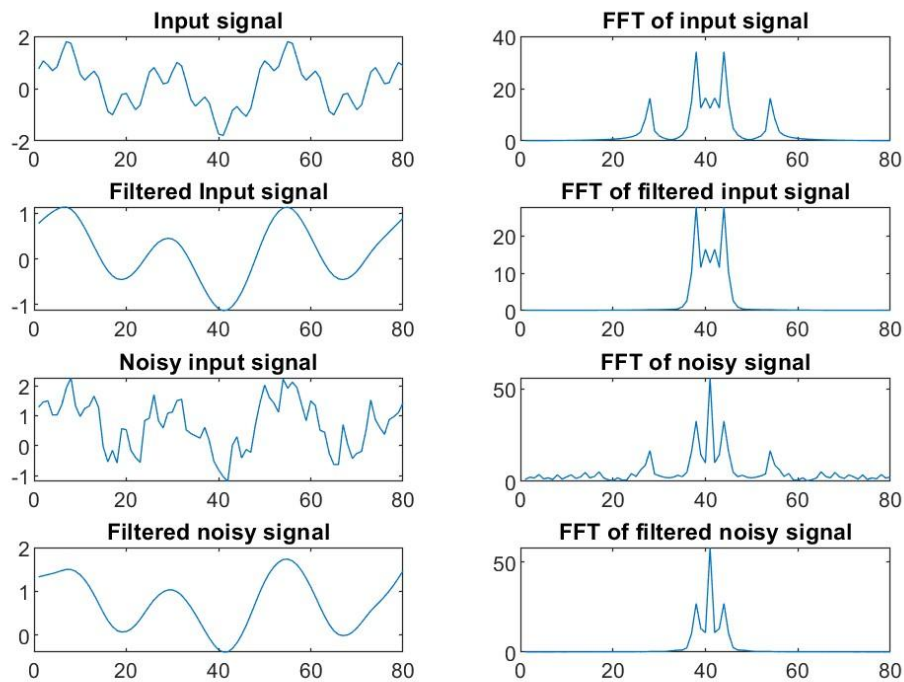 Input signal
2
0
-2
0 20 40 60 80
FFT of input signal
40
20
0
0 20 40 60 80
Filtered Input signal
1
0
-1
0 20 40 60 80
FFT of filtered input signal
20
10
0
0 20 40 60 80
Noisy input signal
2
1
0
-1
0 20 40 60 80
FFT of noisy signal
50
0
0 20 40 60 80
Filtered noisy signal
2
1
0
0 20 40 60 80
FFT of filtered noisy signal
50
0
0 20 40 60 80